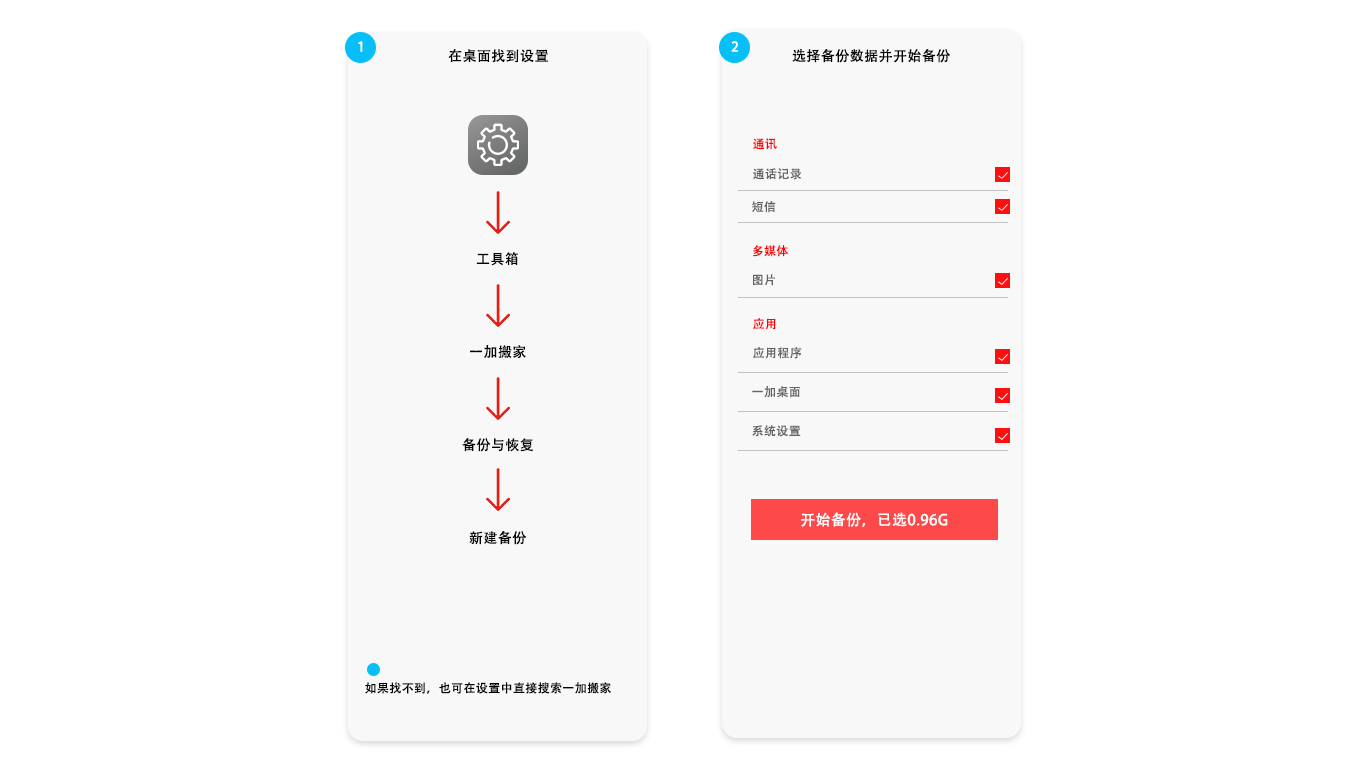 1
在桌面找到设置
工具箱
一加搬家
备份与恢复
新建备份
如果找不到，也可在设置中直接搜索一加搬家
2
选择备份数据并开始备份
通讯
通话记录
短信
多媒体
图片
应用
应用程序
一加桌面
系统设置
开始备份，已选0.96G